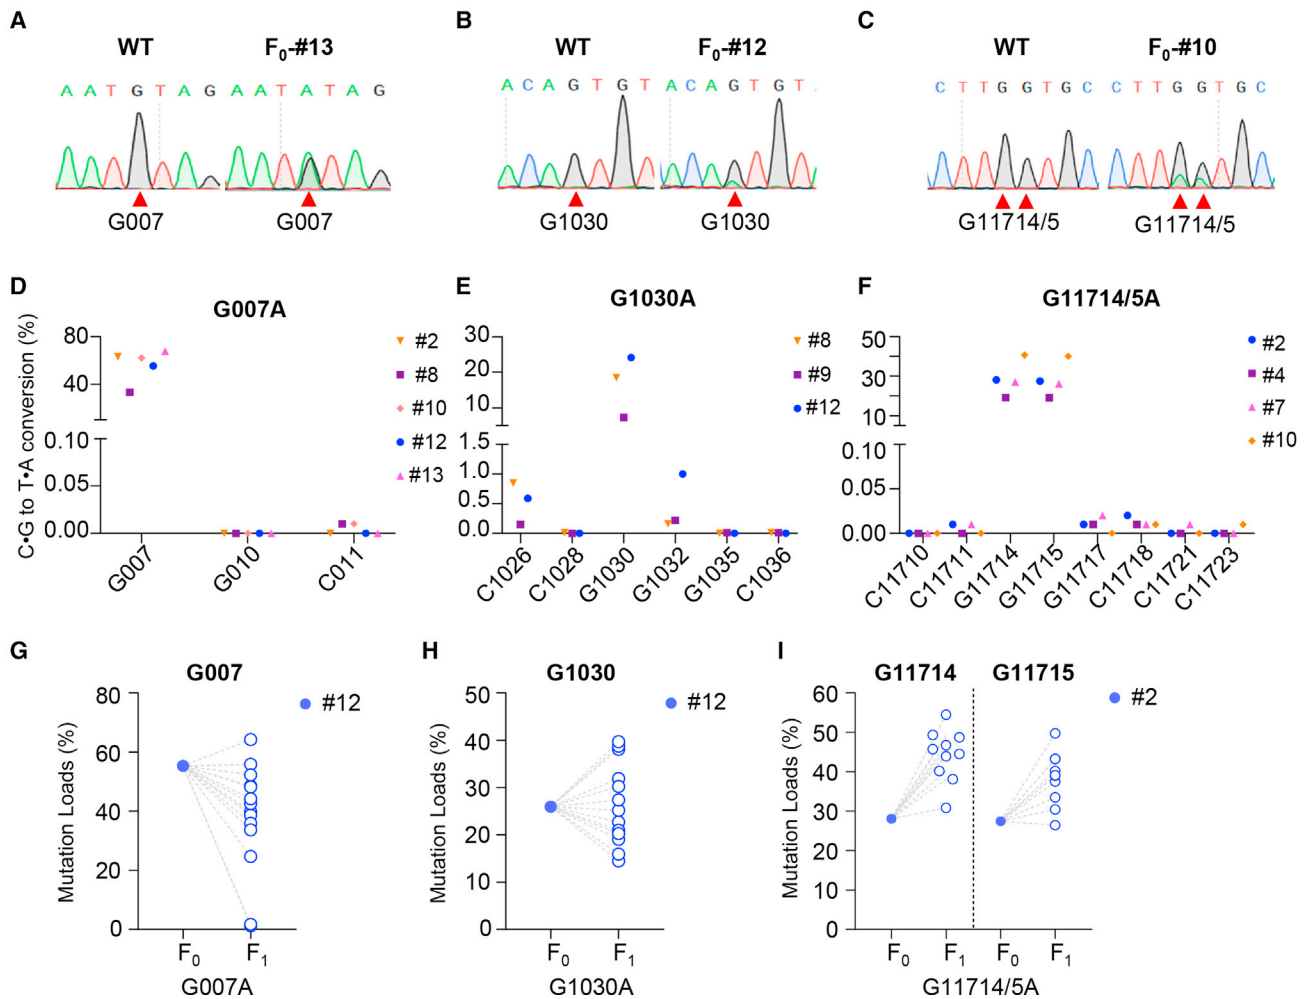 A
WT
F0-#13
A A T G T A G A A T A T A G
G007
G007
B
WT
F0-#12
A C A G T G T A C A G T G T
G1030
G1030
C
WT
F0-#10
C T T G G T G C C T T G G T G C
G11714/5
G11714/5
D
G007A
C•G to T•A conversion (%)
80
40
0.10
0.05
0.00
G007
G010
C011
#2
#8
#10
#12
#13
E
G1030A
30
20
10
1.5
1.0
0.5
0.0
C1026
C1028
G1030
G1032
G1035
C1036
#8
#9
#12
F
G11714/5A
50
30
10
0.10
0.05
0.00
C11710
C11711
G11714
G11715
G11717
C11718
C11721
C11723
#2
#4
#7
#10
G
G007
#12
Mutation Loads (%)
80
60
40
20
0
F0
F1
G007A
H
G1030
#12
Mutation Loads (%)
50
40
30
20
10
0
F0
F1
G1030A
I
G11714
G11715
#2
Mutation Loads (%)
60
50
40
30
20
10
0
F0
F1
F0
F1
G11714/5A